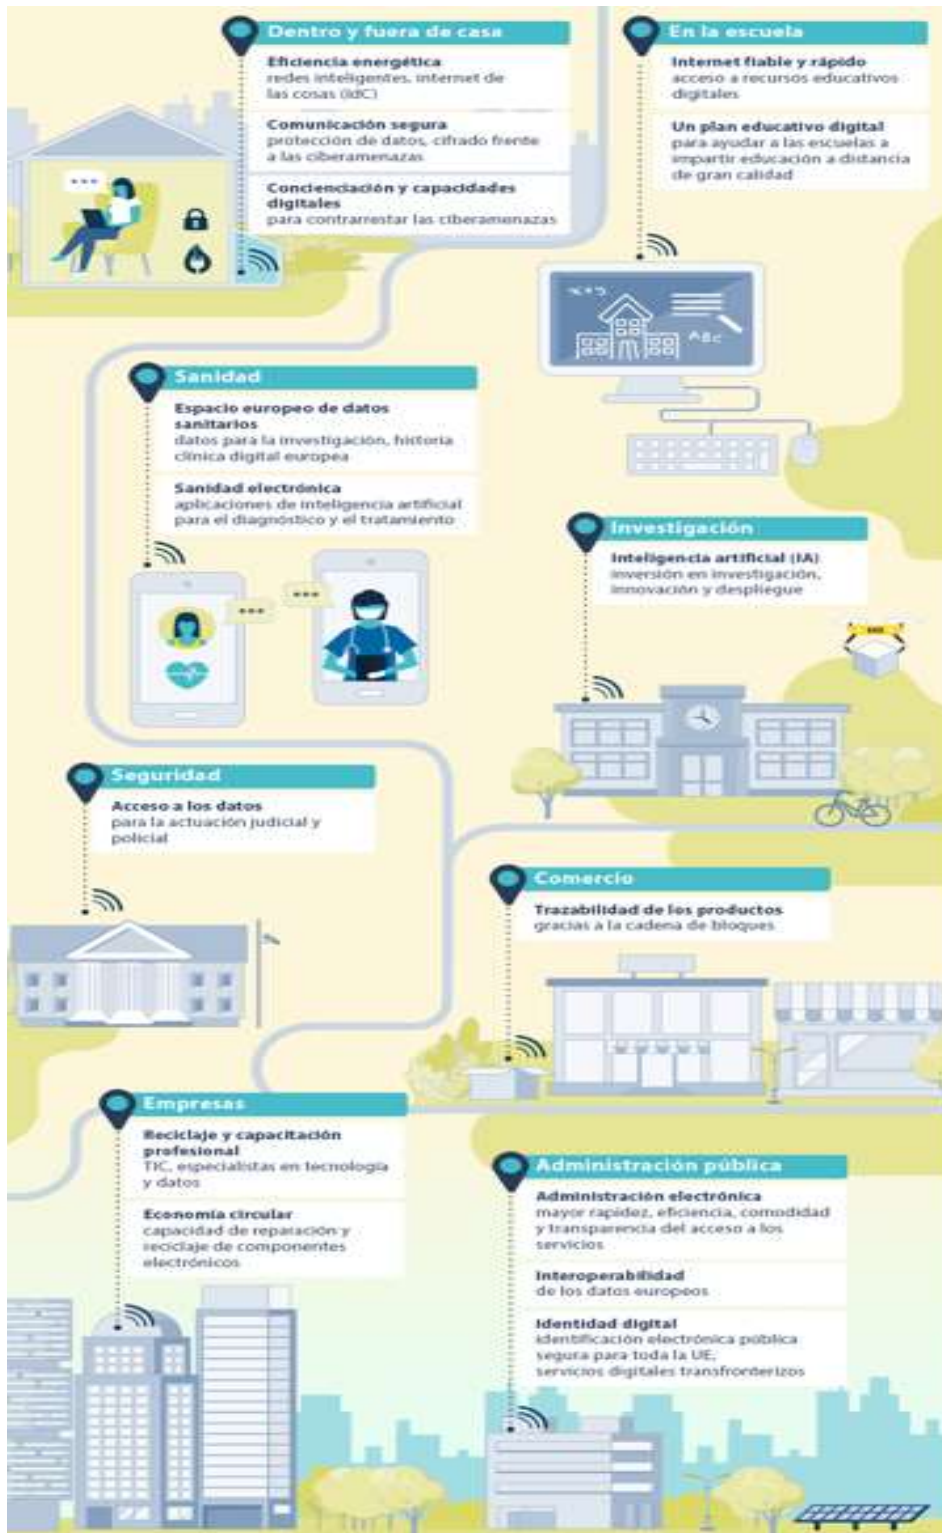 Dentro y fuera de casa
Eficiencia energética
redes inteligentes, internet de
las cosas (IdC)
Comunicación segura
protección de datos, cifrado frente
a las ciberamenazas
Concienciación y capacidades
digitales
para contrarrestar las ciberamenazas
En la escuela
Internet fiable y rápido
acceso a recursos educativos
digitales
Un plan educativo digital
para ayudar a las escuelas a
impartir educación a distancia
de gran calidad
ABC
Sanidad
Espacio europeo de datos
sanitarios
datos para la investigación, historia
clínica digital europea
Sanidad electrónica
aplicaciones de inteligencia artificial
para el diagnóstico y el tratamiento
Investigación
Inteligencia artificial (IA)
inversión en investigación,
innovación y despliegue
Seguridad
Acceso a los datos
para la actuación judicial y
policial
Comercio
Trazabilidad de los productos
gracias a la cadena de bloques
Empresas
Reciclaje y capacitación
profesional
TIC, especialistas en tecnología
y datos
Economía circular
capacidad de reparación y
reciclaje de componentes
electrónicos
Administración pública
Administración electrónica
mayor rapidez, eficiencia, comodidad
y transparencia del acceso a los
servicios
Interoperabilidad
de los datos europeos
Identidad digital
identificación electrónica pública
segura para toda la UE,
servicios digitales transfronterizos